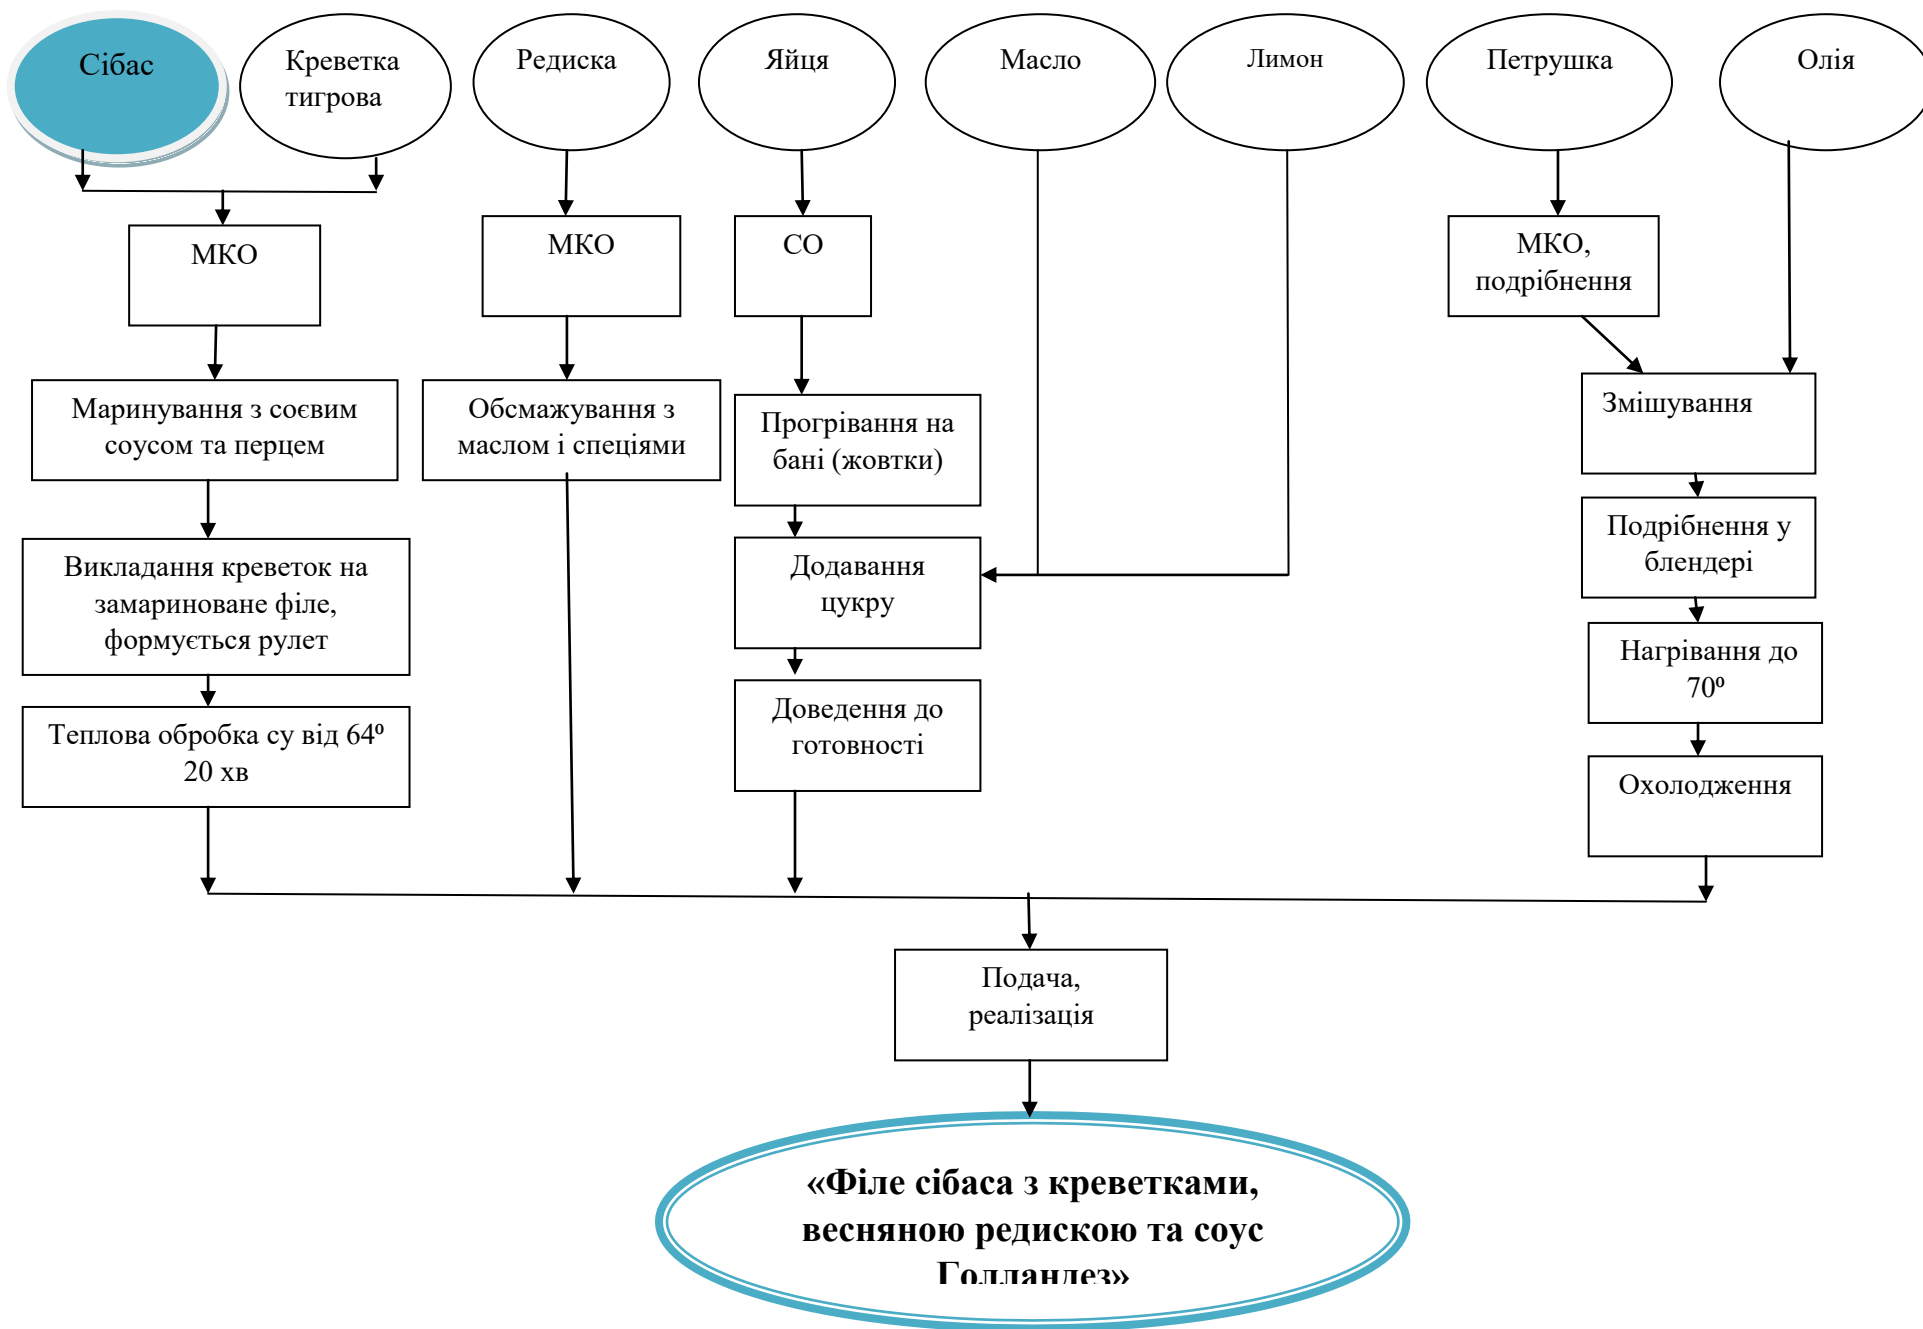 Сібас
Креветка
тигрова
Редиска
Яйця
Масло
Лимон
Петрушка
Олія
МКО
МКО
СО
МКО,
подрібнення
Маринування з соєвим
соусом та перцем
Обсмажування з
маслом і спеціями
Прогрівання на
бані (жовтки)
Змішування
Викладання креветок на
замариноване філе,
формується рулет
Додавання
цукру
Подрібнення у
блендері
Теплова обробка су від 64⁰
20 хв
Доведення до
готовності
Нагрівання до
70⁰
Охолодження
Подача,
реалізація
«Філе сібаса з креветками,
весняною редискою та соус
Голландез»